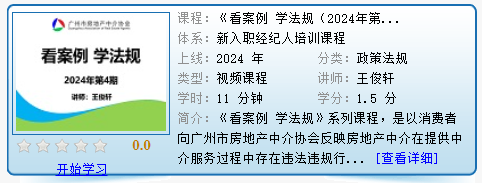 广州市房地产中介协会
看案例 学法规
2024年第4期
讲师：王俊轩
0.0
开始学习
课程：《看案例 学法规（2024年第...
体系：新入职经纪人培训课程
上线：2024 年 分类：政策法规
类型：视频课程 讲师：王俊轩
学时：11 分钟 学分：1.5 分
简介：《看案例 学法规》系列课程，是以消费者
向广州市房地产中介协会反映房地产中介在提供中
介服务过程中存在违法违规行... [查看详细]